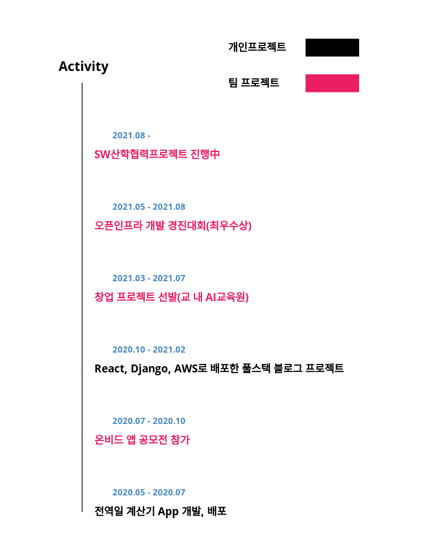 개인프로젝트
Activity
팀 프로젝트
2021.08 -
SW산학협력프로젝트 진행中
2021.05 - 2021.08
오픈인프라 개발 경진대회(최우수상)
2021.03 - 2021.07
창업 프로젝트 선발(교 내 AI교육원)
2020.10 - 2021.02
React, Django, AWS로 배포한 풀스택 블로그 프로젝트
2020.07 - 2020.10
온비드 앱 공모전 참가
2020.05 - 2020.07
전역일 계산기 App 개발, 배포